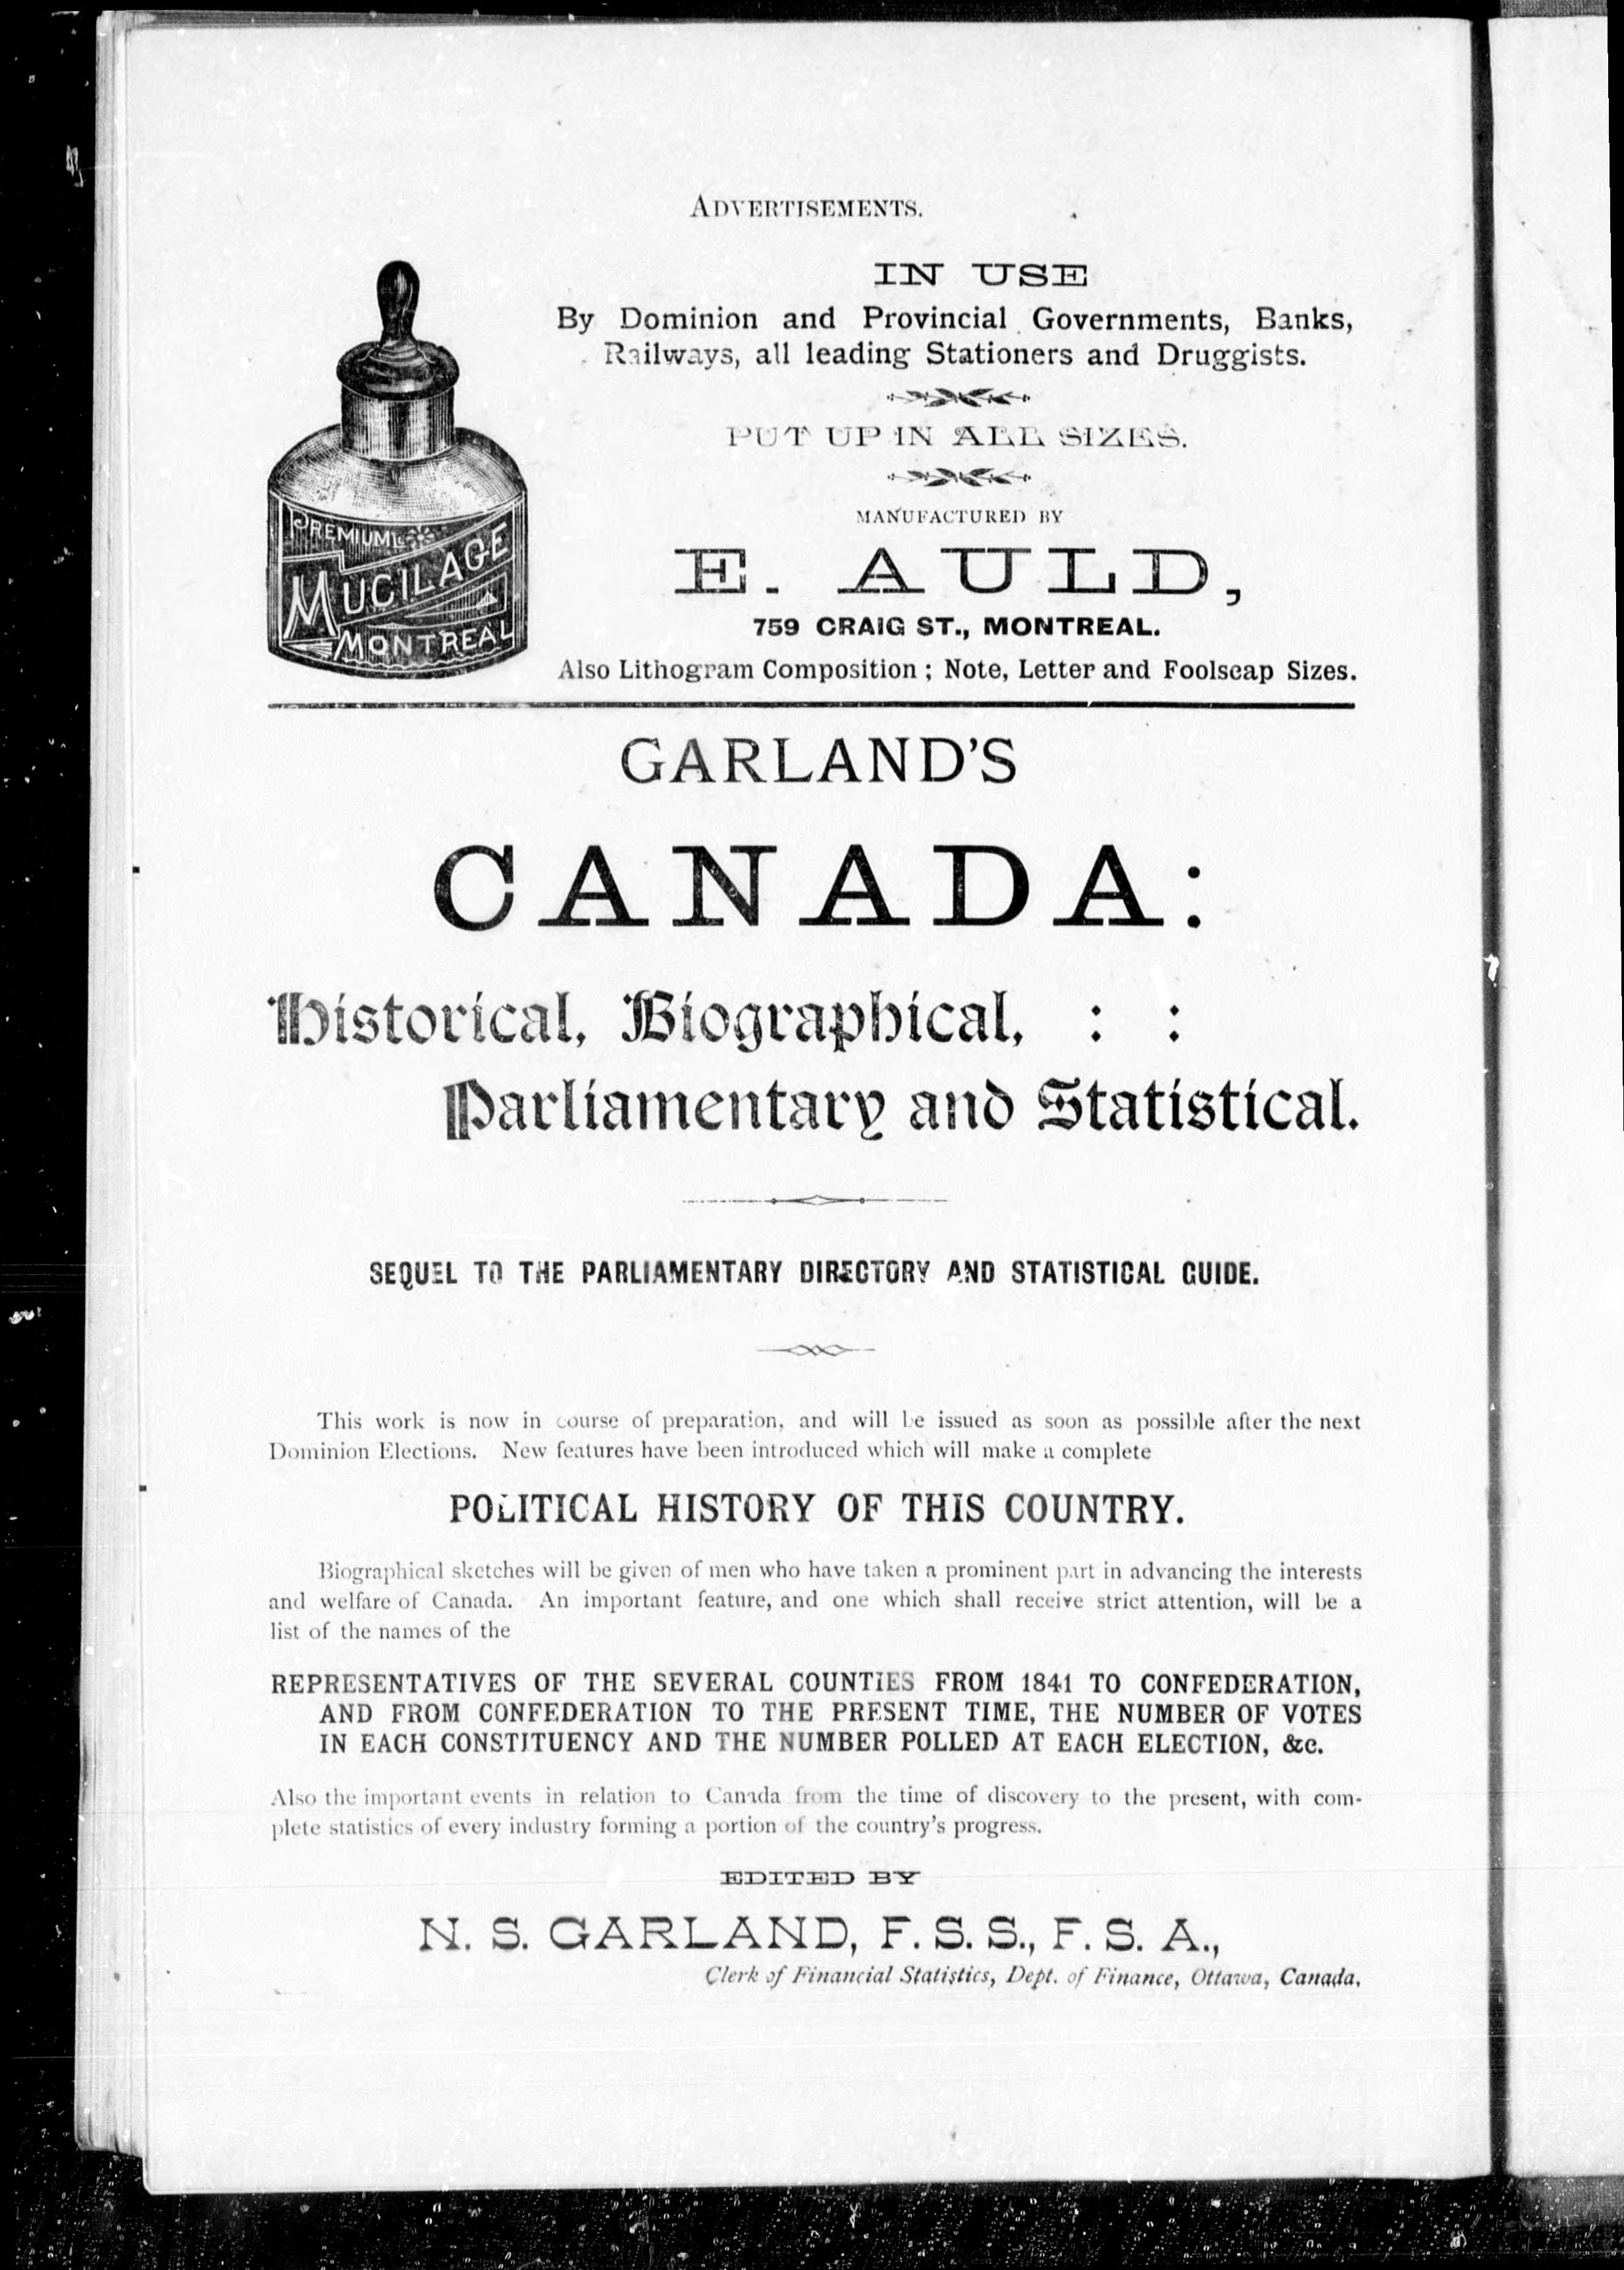 ADVERTISEMENTS.
IN USE
By Dominion and Provincial Governments, Banks,
Railways, all leading Stationers and Druggists.
PUT UP IN ALL SIZES.
MANUFACTURED BY
E. AULD,
759 CRAIG ST., MONTREAL.
Also Lithogram Composition ; Note, Letter and Foolscap Sizes.
PREMIUM
MUCILAGE
MONTREAL
GARLAND'S
CANADA:
Historical, Biographical, : :
Parliamentary and Statistical.
SEQUEL TO THE PARLIAMENTARY DIRECTORY AND STATISTICAL GUIDE.
This work is now in course of preparation, and will be issued as soon as possible after the next
Dominion Elections. New features have been introduced which will make a complete
POLITICAL HISTORY OF THIS COUNTRY.
Biographical sketches will be given of men who have taken a prominent part in advancing the interests
and welfare of Canada. An important feature, and one which shall receive strict attention, will be a
list of the names of the
REPRESENTATIVES OF THE SEVERAL COUNTIES FROM 1841 TO CONFEDERATION,
AND FROM CONFEDERATION TO THE PRESENT TIME, THE NUMBER OF VOTES
IN EACH CONSTITUENCY AND THE NUMBER POLLED AT EACH ELECTION, &c.
Also the important events in relation to Canada from the time of discovery to the present, with com-
plete statistics of every industry forming a portion of the country's progress.
EDITED BY
N. S. GARLAND, F. S. S., F. S. A.,
Clerk of Financial Statistics, Dept. of Finance, Ottawa, Canada.